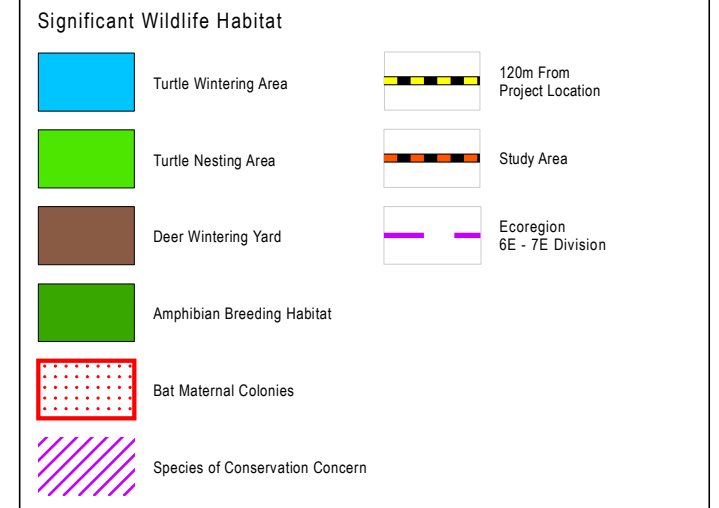 Significant Wildlife Habitat
Turtle Wintering Area
Turtle Nesting Area
Deer Wintering Yard
Amphibian Breeding Habitat
Bat Maternal Colonies
Species of Conservation Concern
120m From
Project Location
Study Area
Ecoregion
6E - 7E Division